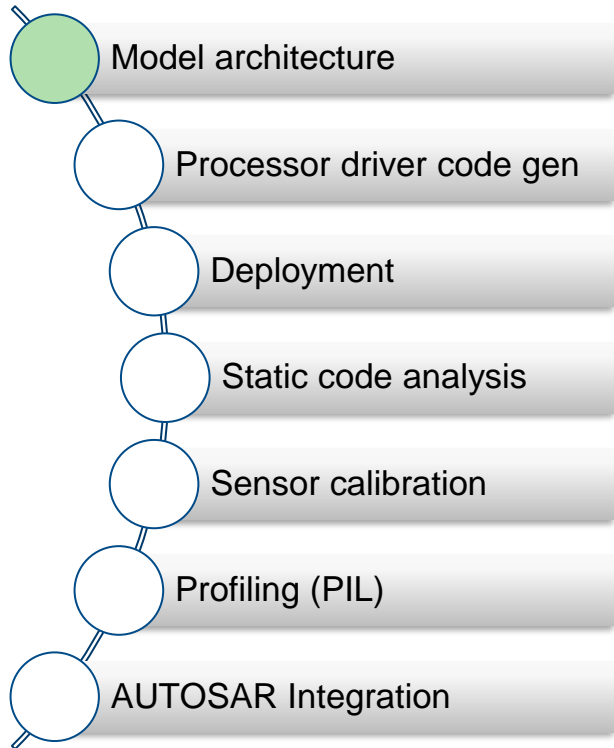 Model architecture
Processor driver code gen
Deployment
Static code analysis
Sensor calibration
Profiling (PIL)
AUTOSAR Integration